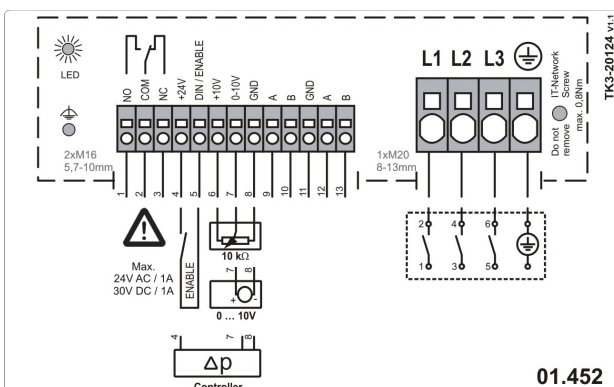 TK3-20124 V1.1
LED
NO
COM
NC
+24V
DIN / ENABLE
+10V
0-10V
GND
A
B
GND
A
B
L1 L2 L3
IT-Network
Screw
Do not
remove
max. 0,8Nm
2xM16
5,7-10mm
1xM20
8-13mm
1 2 3 4 5 6 7 8 9 10 11 12 13
Max.
24V AC / 1A
30V DC / 1A
ENABLE
10 kΩ
7 8
+ -
0 ... 10V
4 7 8
Δp
Controller
2 4 6
1 3 5
01.452